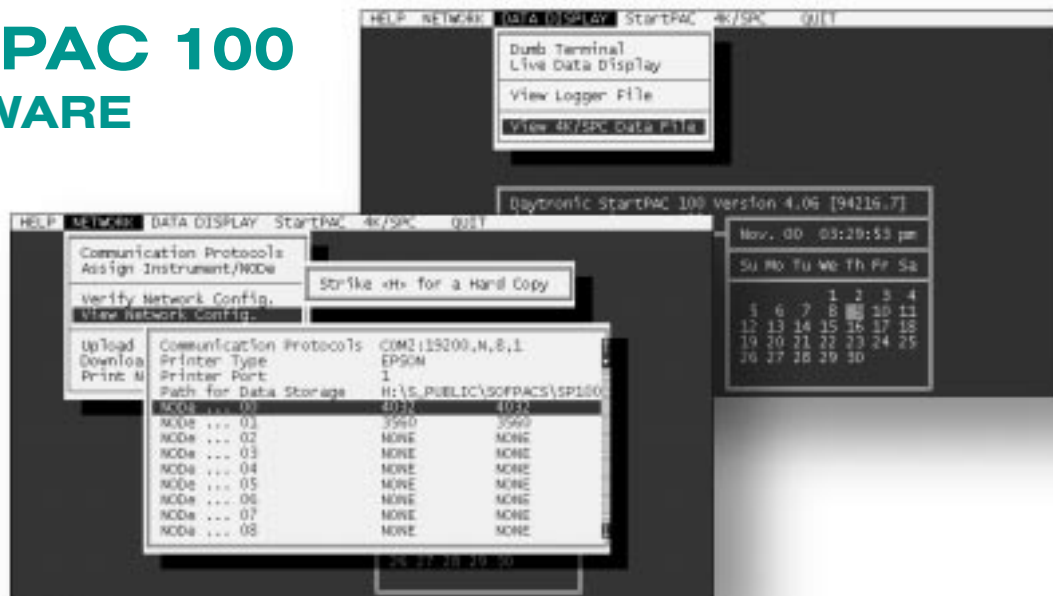 PAC 100
WARE
HELP NETWORK DATA DISPLAY StartPAC 4K/SPC QUIT
Dumb Terminal
Live Data Display
View Logger File
View 4K/SPC Data File
Daytronic StartPAC 100 Version 4.06 [94216.7]
Nov. 00 03:29:53 pm
Su Mo Tu We Th Fr Sa
1 2 3 4
5 6 7 8 10 11
12 13 14 15 16 17 18
19 20 21 22 23 24 25
26 27 28 29 30
HELP NETWORK DATA DISPLAY StartPAC 4K/SPC QUIT
Communication Protocols
Assign Instrument/NODe
Verify Network Config.
View Network Config.
Upload
Downloa
Print N
Strike <H> for a Hard Copy
Communication Protocols COM2:19200,N,8,1
Printer Type EPSON
Printer Port 1
Path for Data Storage H:\S_PUBLIC\SOFPACS\SP100
NODe ... 00 4032 4032
NODe ... 01 3560 3560
NODe ... 02 NONE NONE
NODe ... 03 NONE NONE
NODe ... 04 NONE NONE
NODe ... 05 NONE NONE
NODe ... 06 NONE NONE
NODe ... 07 NONE NONE
NODe ... 08 NONE NONE
26 27 28 29 30